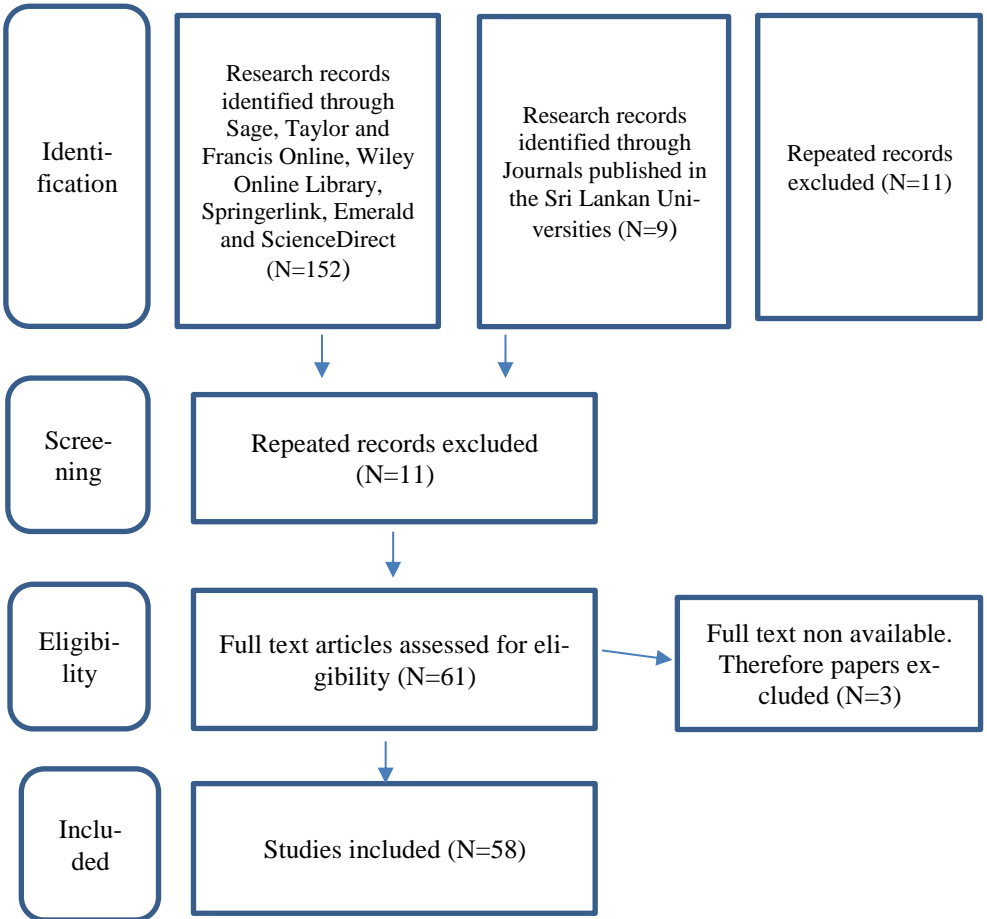 Identi-
fication
Research records
identified through
Sage, Taylor and
Francis Online, Wiley
Online Library,
Springerlink, Emerald
and ScienceDirect
(N=152)
Research records
identified through
Journals published in
the Sri Lankan Uni-
versities (N=9)
Repeated records
excluded (N=11)
Scree-
ning
Repeated records excluded
(N=11)
Eligibi-
lity
Full text articles assessed for eli-
gibility (N=61)
Full text non available.
Therefore papers ex-
cluded (N=3)
Inclu-
ded
Studies included (N=58)